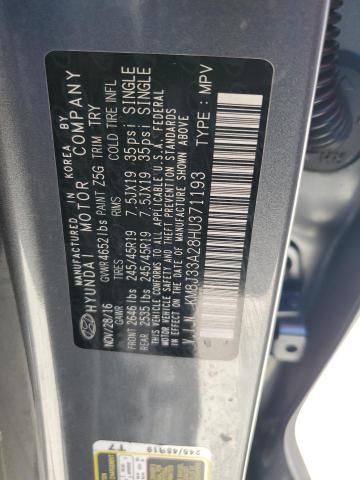 MANUFACTURED IN KOREA BY
HYUNDAI MOTOR COMPANY
NOV/28/16 GVWR 4652 lbs PAINT Z5G TRIM TRY
GAWR TIRES RIMS COLD TIRE INFL
FRONT 2646 lbs 245/45R19 7.5JX19 35psi SINGLE
REAR 2535 lbs 245/45R19 7.5JX19 35psi SINGLE
THIS VEHICLE CONFORMS TO ALL APPLICABLE U.S.A. FEDERAL
MOTOR VEHICLE SAFETY, BUMPER, AND THEFT PREVENTION STANDARDS
IN EFFECT ON THE DATE OF MANUFACTURE SHOWN ABOVE.
V.I.N. KM8J33A28HU371193 TYPE: MPV
245/45R19
T7